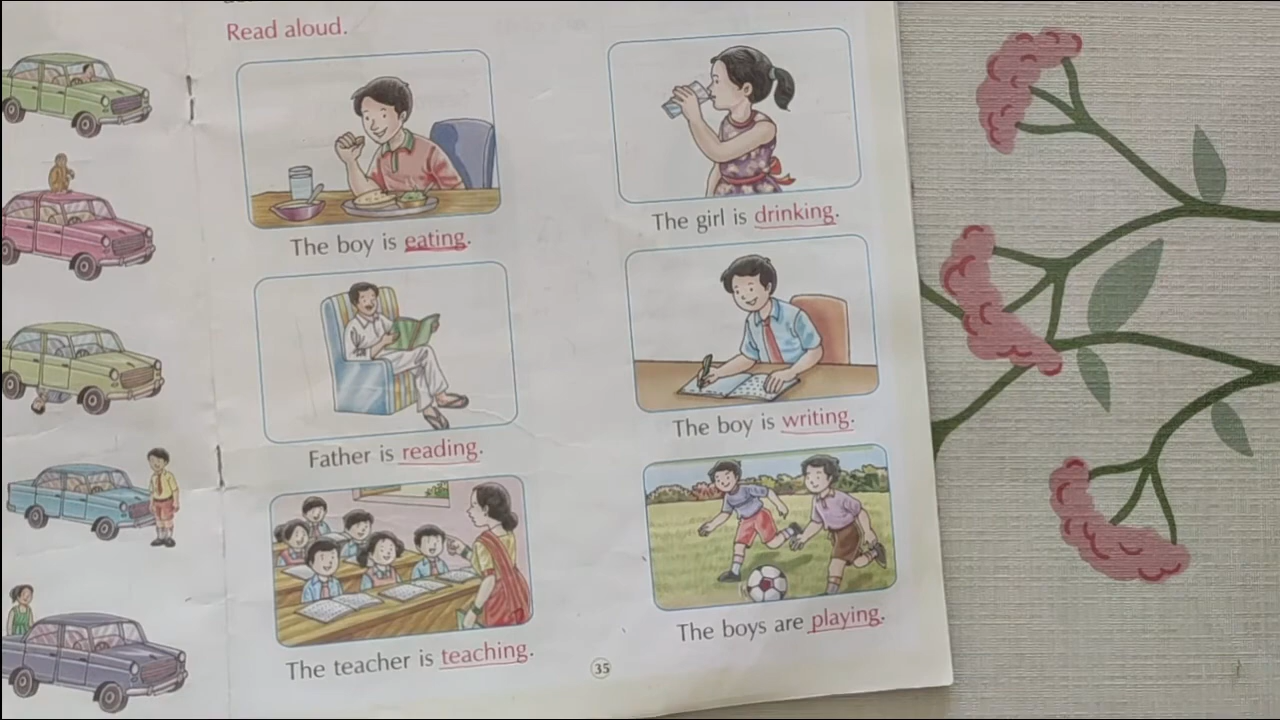 Read aloud.
The boy is eating.
The girl is drinking.
Father is reading.
The boy is writing.
The teacher is teaching.
The boys are playing.
35